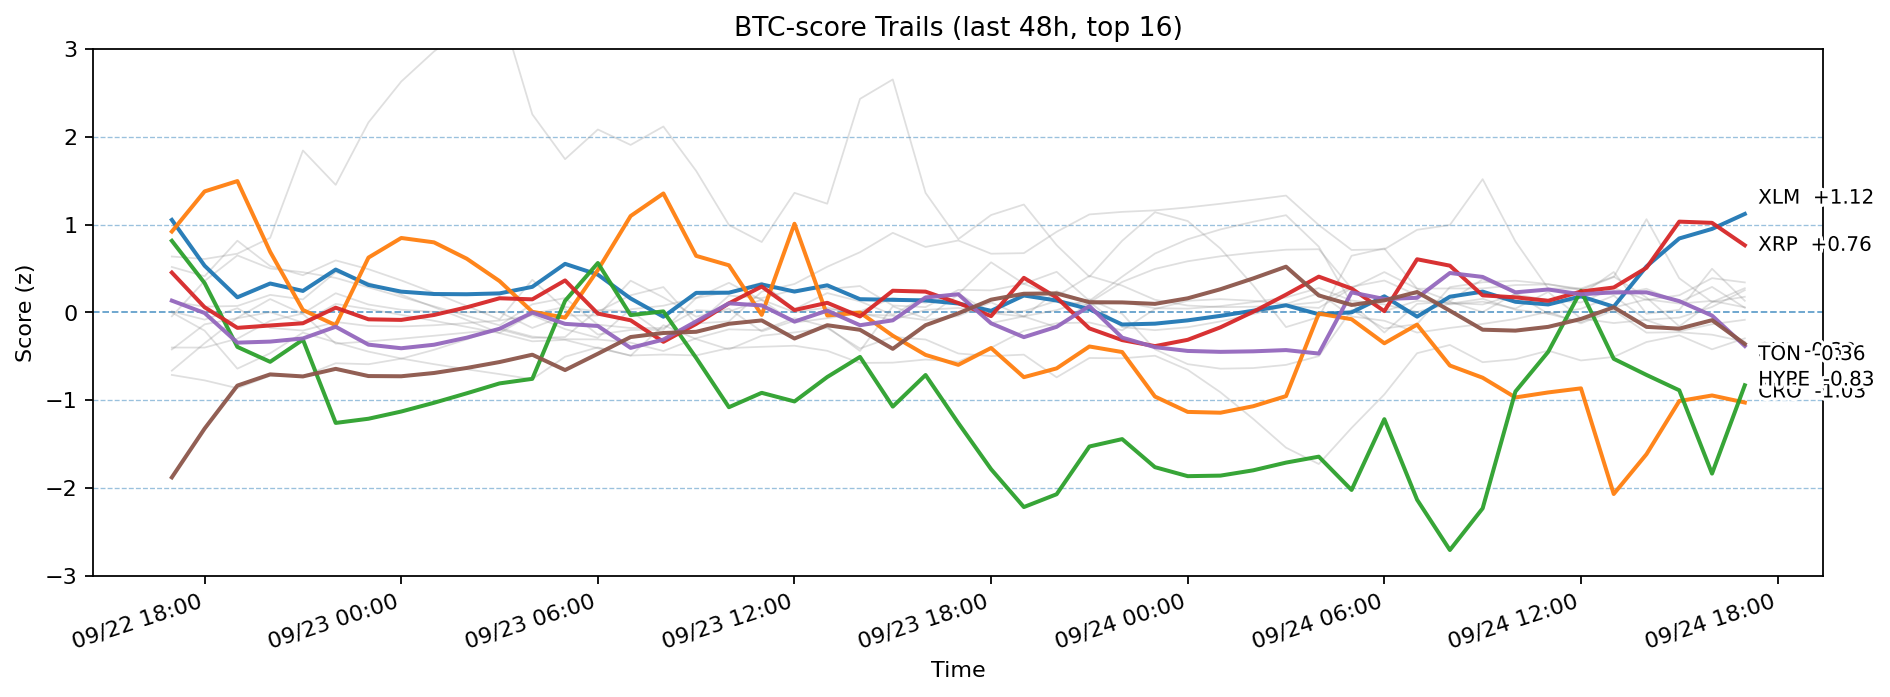 BTC-score Trails (last 48h, top 16)
Score (z)
3
2
1
0
−1
−2
−3
XLM +1.12
XRP +0.76
TON -0.36
HYPE -0.83
CRO -1.03
09/22 18:00
09/23 00:00
09/23 06:00
09/23 12:00
09/23 18:00
09/24 00:00
09/24 06:00
09/24 12:00
09/24 18:00
Time